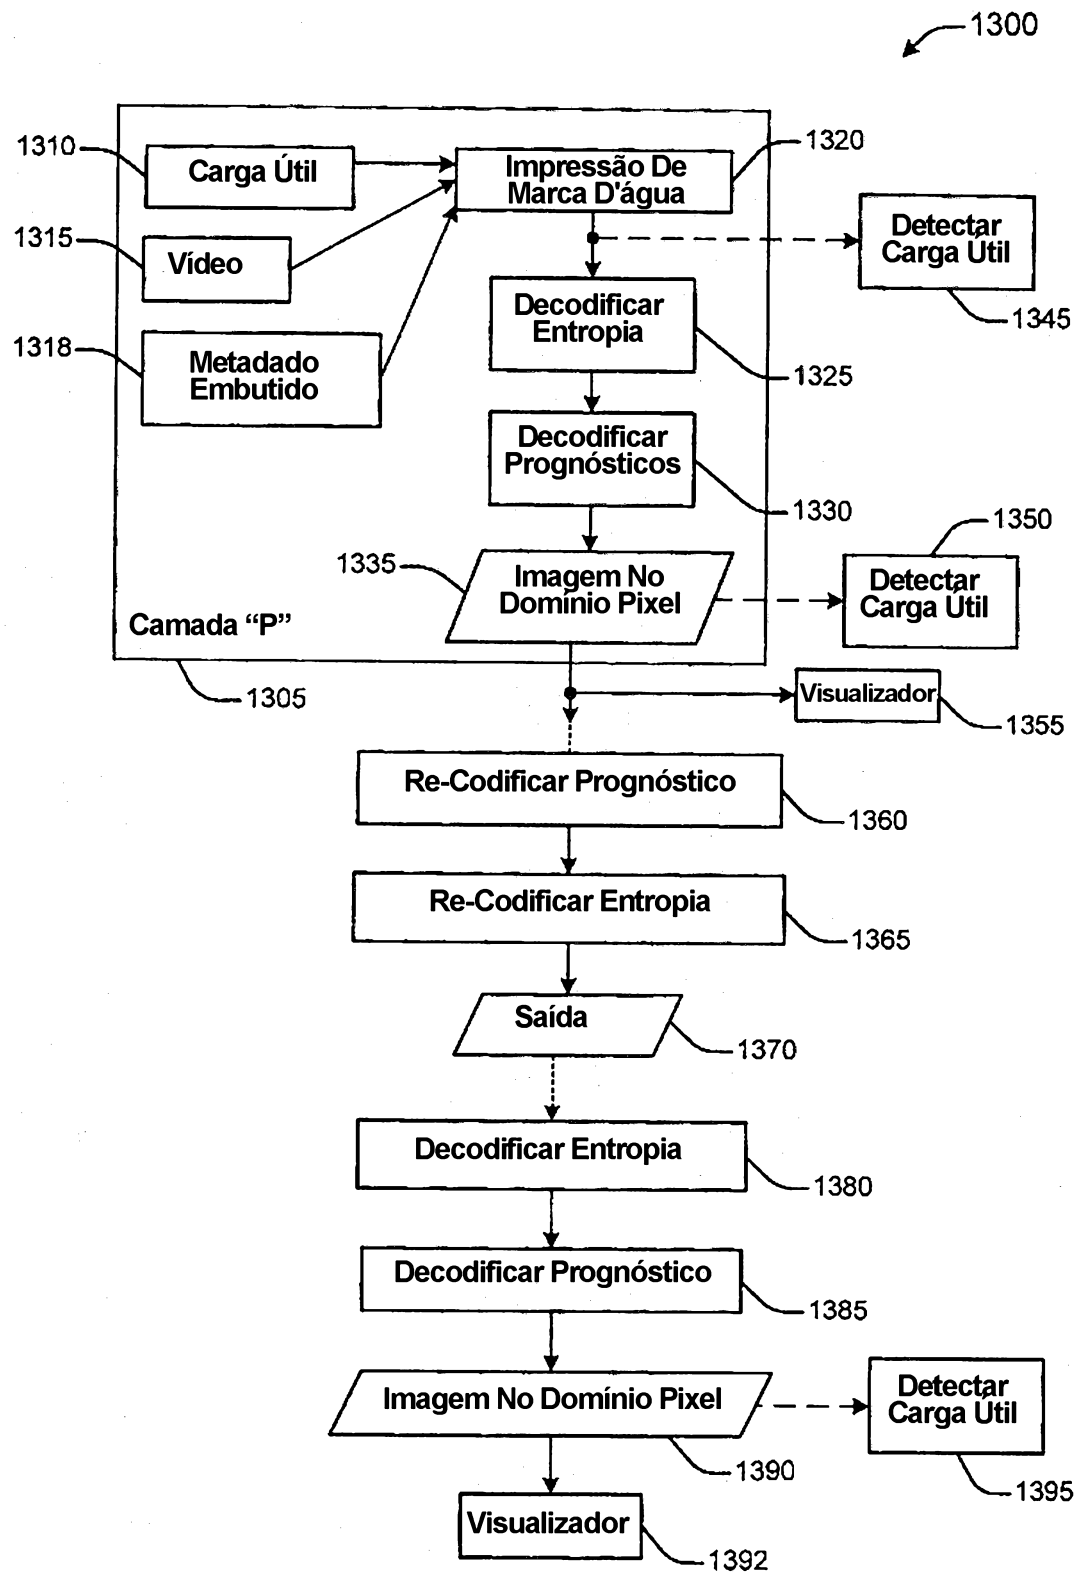 1300
1310
Carga Útil
Impressão De
Marca D'água
1320
1315
Vídeo
Detectar
Carga Útil
1345
1318
Metadado
Embutido
Decodificar
Entropia
1325
Decodificar
Prognósticos
1330
1335
Imagem No
Domínio Pixel
1350
Detectar
Carga Útil
Camada “P”
1305
Visualizador
1355
Re-Codificar Prognóstico
1360
Re-Codificar Entropia
1365
Saída
1370
Decodificar Entropia
1380
Decodificar Prognóstico
1385
Imagem No Domínio Pixel
1390
Detectar
Carga Útil
1395
Visualizador
1392